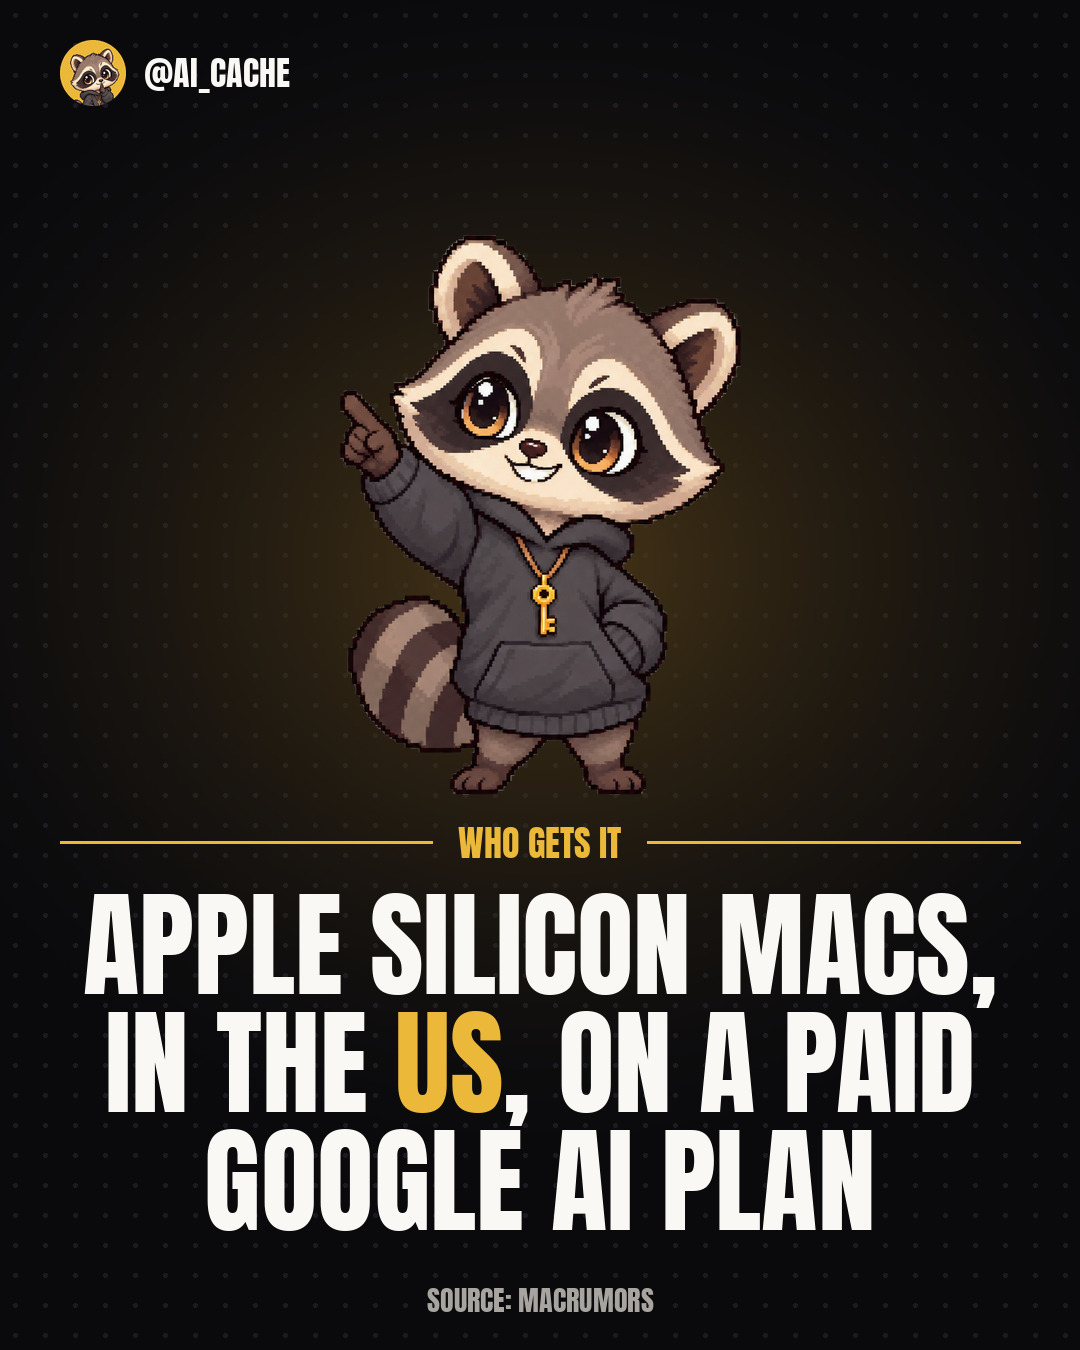 @AI_CACHE
WHO GETS IT
APPLE SILICON MACS,
IN THE US, ON A PAID
GOOGLE AI PLAN
SOURCE: MACRUMORS